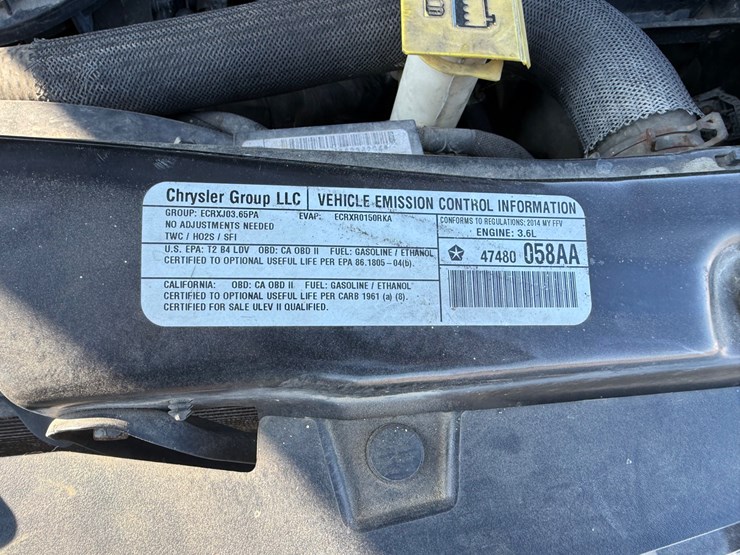 Chrysler Group LLC VEHICLE EMISSION CONTROL INFORMATION
GROUP: ECRXJ03.65PA EVAP: ECRXR0150RKA
NO ADJUSTMENTS NEEDED
TWC / HO2S / SFI
CONFORMS TO REGULATIONS: 2014 MY FFV
ENGINE: 3.6L
U.S. EPA: T2 B4 LDV OBD: CA OBD II FUEL: GASOLINE / ETHANOL
CERTIFIED TO OPTIONAL USEFUL LIFE PER EPA 86.1805-04(b).
47480 058AA
CALIFORNIA: OBD: CA OBD II FUEL: GASOLINE / ETHANOL
CERTIFIED TO OPTIONAL USEFUL LIFE PER CARB 1961 (a) (8).
CERTIFIED FOR SALE ULEV II QUALIFIED.